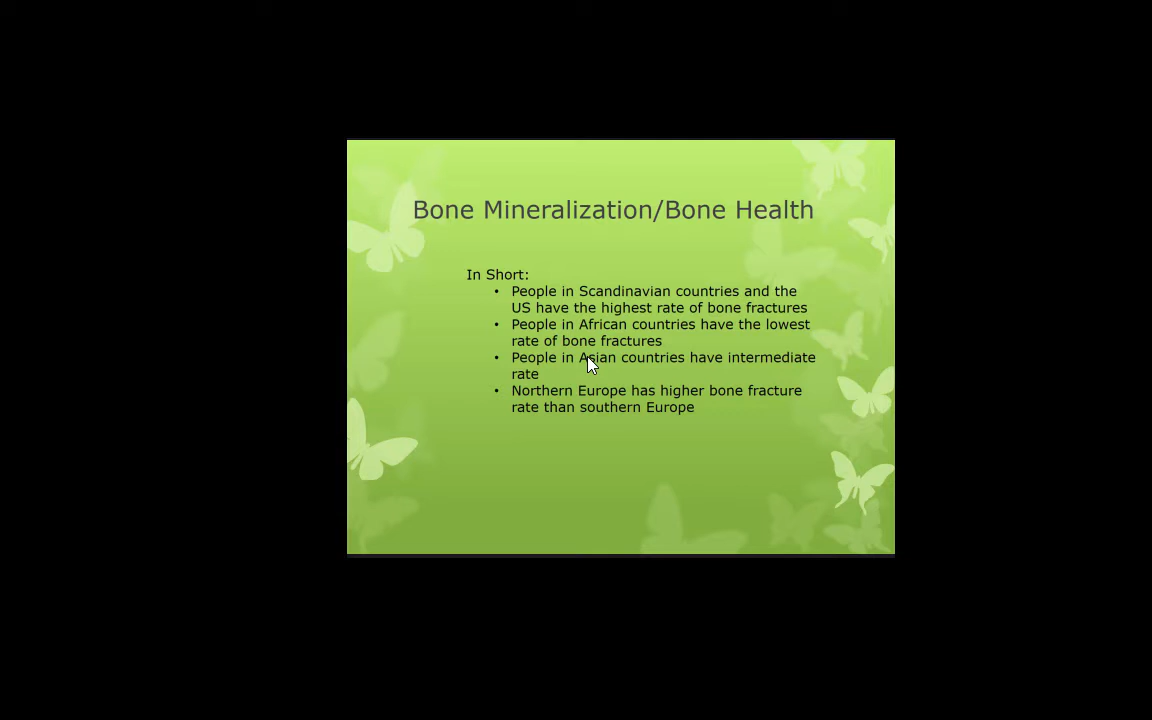 Bone Mineralization/Bone Health
In Short:
• People in Scandinavian countries and the
US have the highest rate of bone fractures
• People in African countries have the lowest
rate of bone fractures
• People in Asian countries have intermediate
rate
• Northern Europe has higher bone fracture
rate than southern Europe